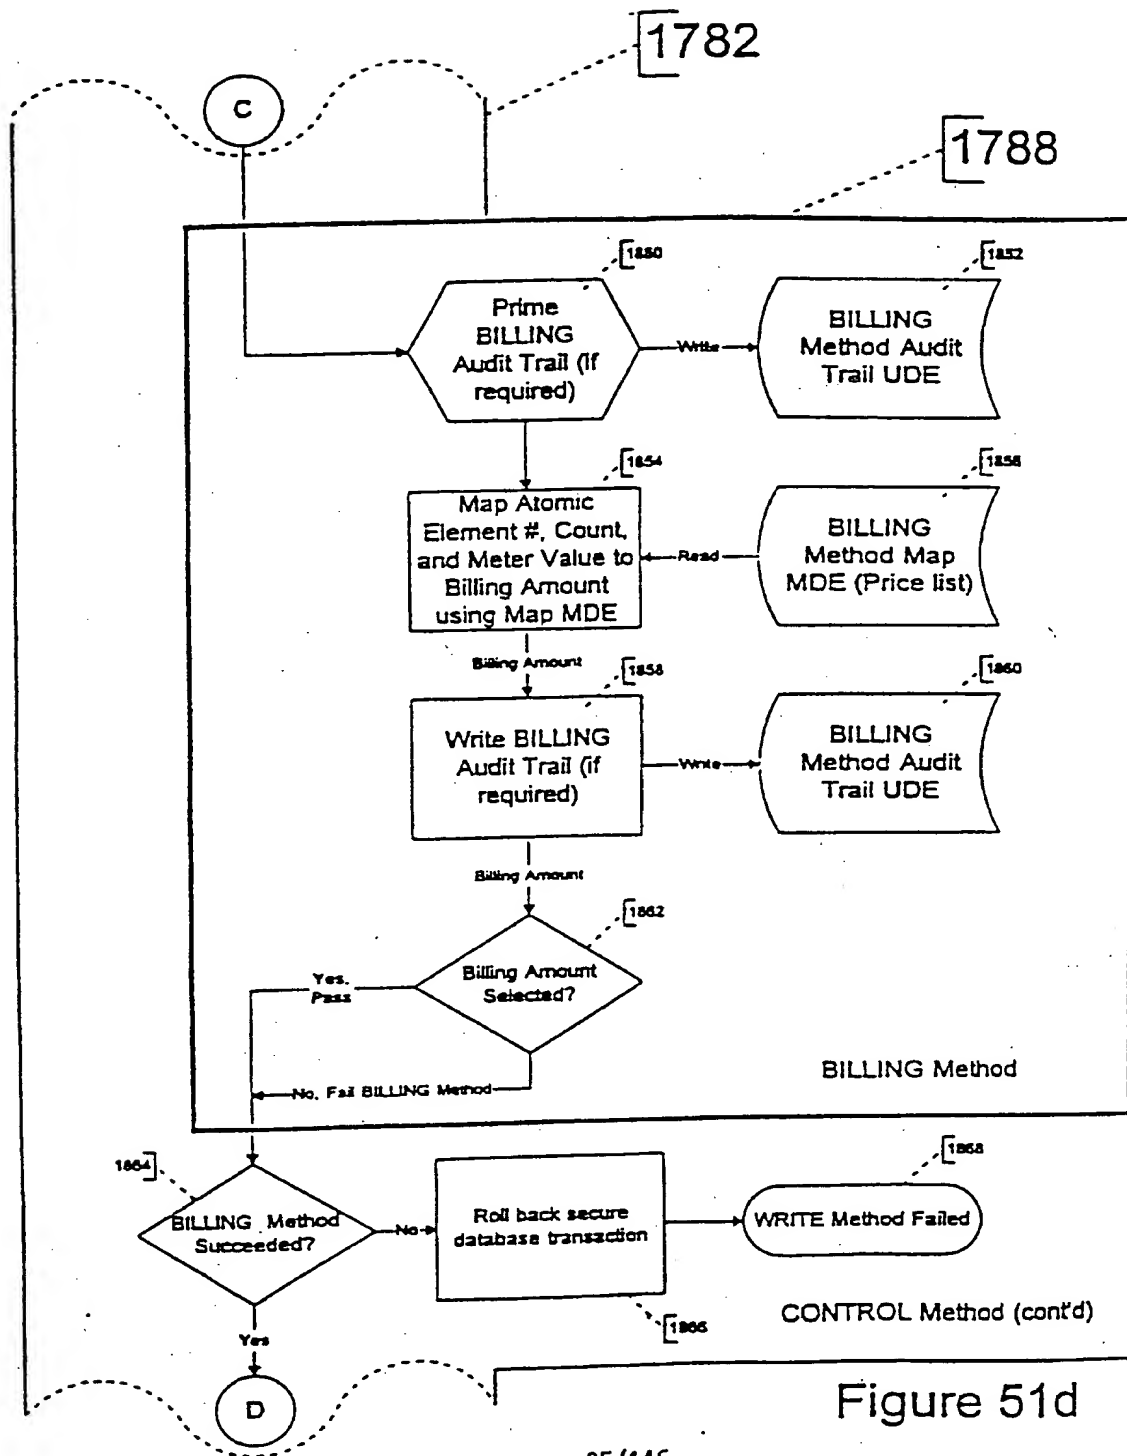 1782
C
1788
1850
Prime
BILLING
Audit Trail (if
required)
Write
1852
BILLING
Method Audit
Trail UDE
1854
Map Atomic
Element #, Count,
and Meter Value to
Billing Amount
using Map MDE
Read
1856
BILLING
Method Map
MDE (Price list)
Billing Amount
1858
Write BILLING
Audit Trail (if
required)
Write
1860
BILLING
Method Audit
Trail UDE
Billing Amount
1862
Billing Amount
Selected?
Yes,
Pass
No, Fail BILLING Method
BILLING Method
1864
BILLING Method
Succeeded?
No
Roll back secure
database transaction
1866
1868
WRITE Method Failed
CONTROL Method (cont'd)
Yes
D
Figure 51d